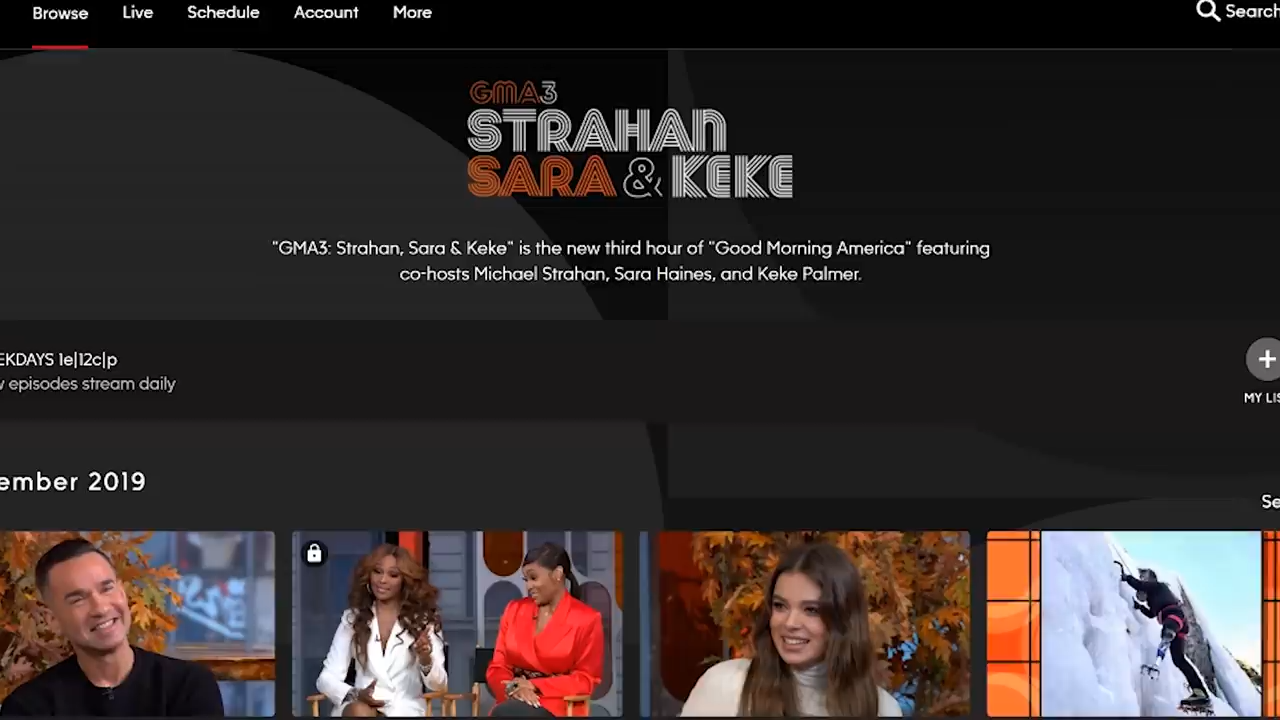 Browse
Live
Schedule
Account
More
Search
GMA3
STRAHAN
SARA & KEKE
"GMA3: Strahan, Sara & Keke" is the new third hour of "Good Morning America" featuring
co-hosts Michael Strahan, Sara Haines, and Keke Palmer.
EKDAYS 1e|12c|p
w episodes stream daily
MY LIS
ember 2019
Se